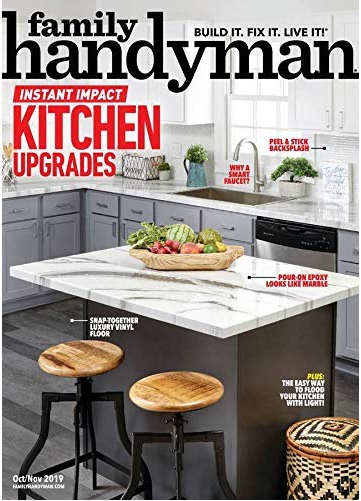 family
BUILD IT. FIX IT. LIVE IT!®
handyman
INSTANT IMPACT
KITCHEN
UPGRADES
PEEL & STICK
BACKSPLASH
WHY A
SMART
FAUCET?
POUR-ON EPOXY
LOOKS LIKE MARBLE
SNAP-TOGETHER
LUXURY VINYL
FLOOR
PLUS:
THE EASY WAY
TO FLOOD
YOUR KITCHEN
WITH LIGHT!
Oct/Nov 2019
FAMILYHANDYMAN.COM